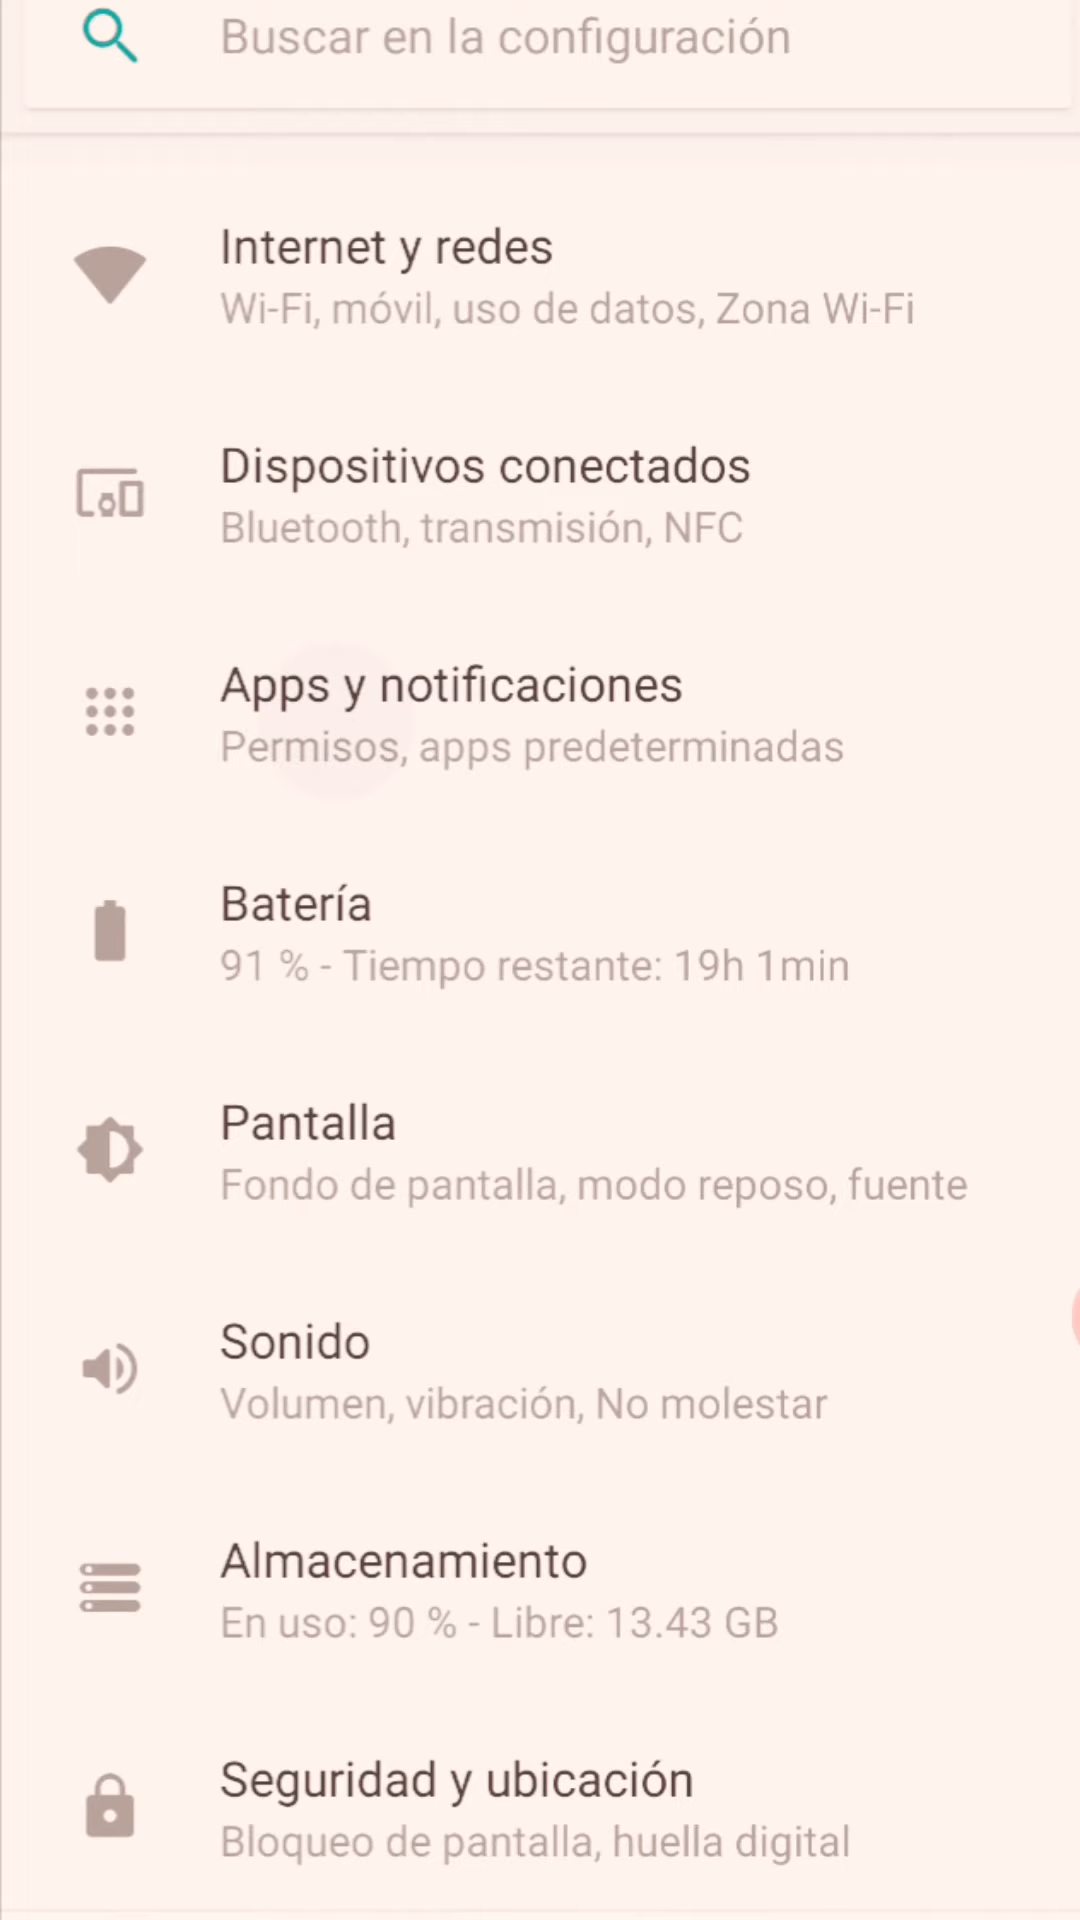 Buscar en la configuración
Internet y redes
Wi-Fi, móvil, uso de datos, Zona Wi-Fi
Dispositivos conectados
Bluetooth, transmisión, NFC
Apps y notificaciones
Permisos, apps predeterminadas
Batería
91 % - Tiempo restante: 19h 1min
Pantalla
Fondo de pantalla, modo reposo, fuente
Sonido
Volumen, vibración, No molestar
Almacenamiento
En uso: 90 % - Libre: 13.43 GB
Seguridad y ubicación
Bloqueo de pantalla, huella digital